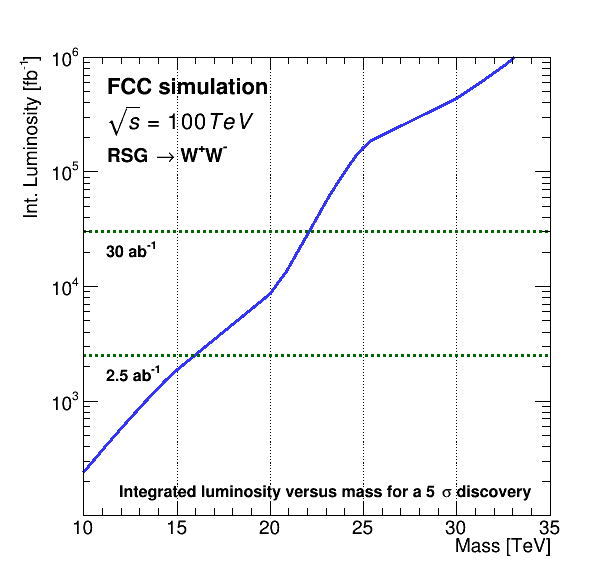 Int. Luminosity [fb⁻¹]
10⁶
10⁵
10⁴
10³
FCC simulation
√s = 100 TeV
RSG → W⁺W⁻
30 ab⁻¹
2.5 ab⁻¹
Integrated luminosity versus mass for a 5 σ discovery
10 15 20 25 30 35
Mass [TeV]